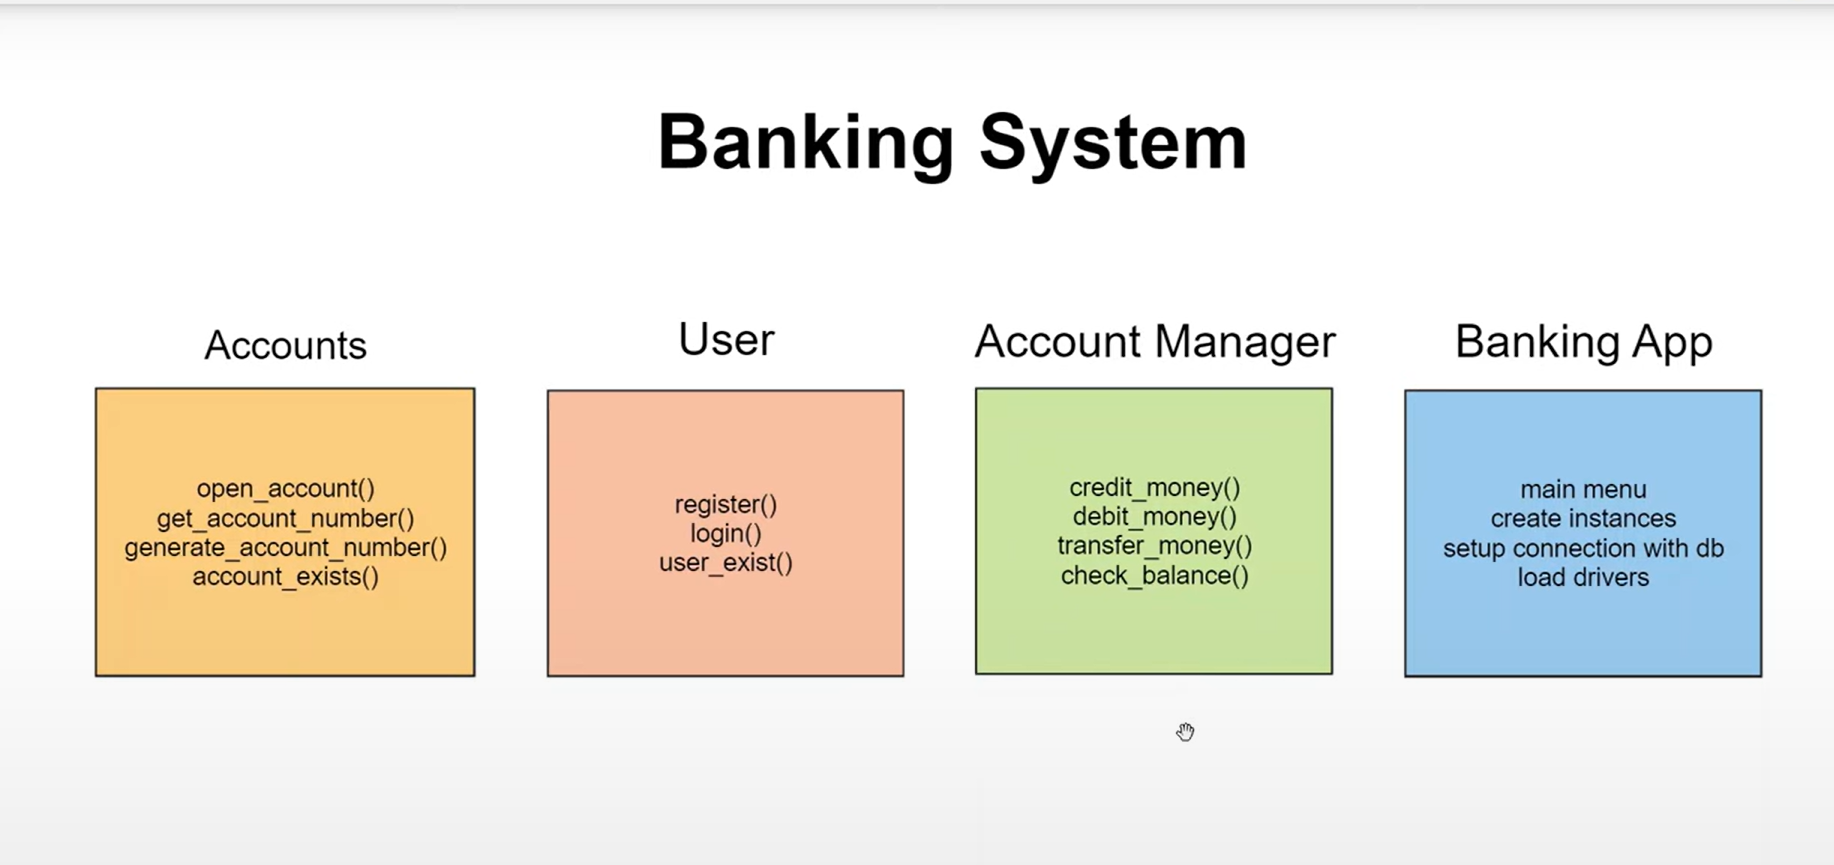 Banking System
Accounts
open_account()
get_account_number()
generate_account_number()
account_exists()
User
register()
login()
user_exist()
Account Manager
credit_money()
debit_money()
transfer_money()
check_balance()
Banking App
main menu
create instances
setup connection with db
load drivers